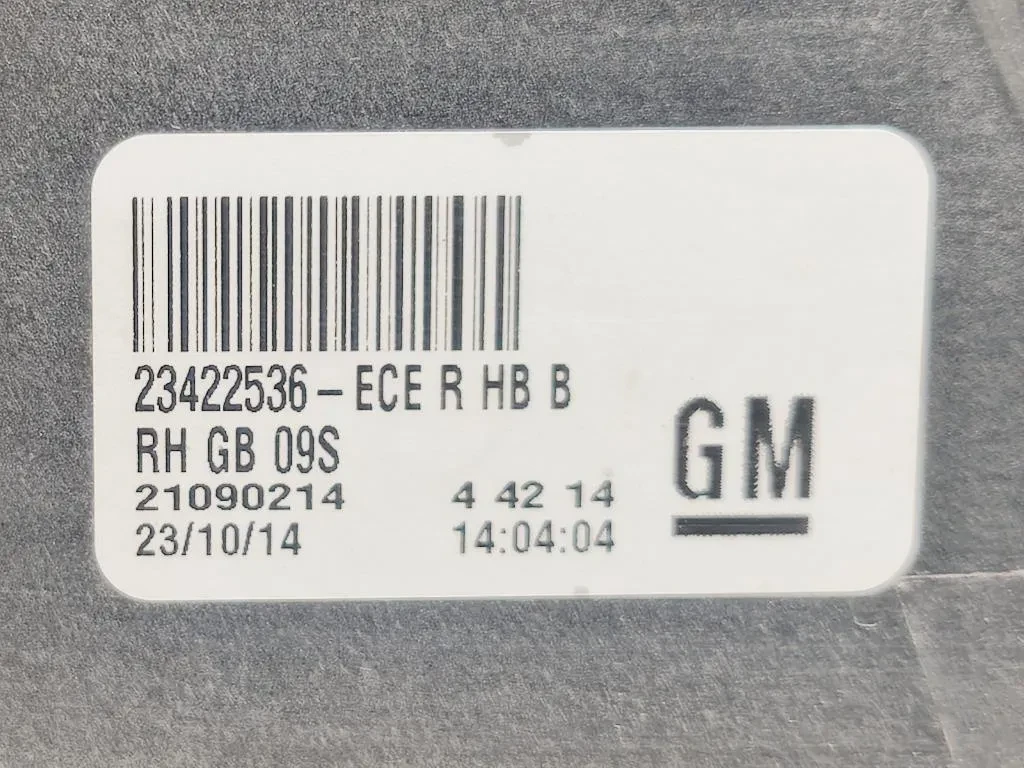 23422536-ECE R HB B
RH GB 09S
21090214 4 42 14
23/10/14 14:04:04
GM